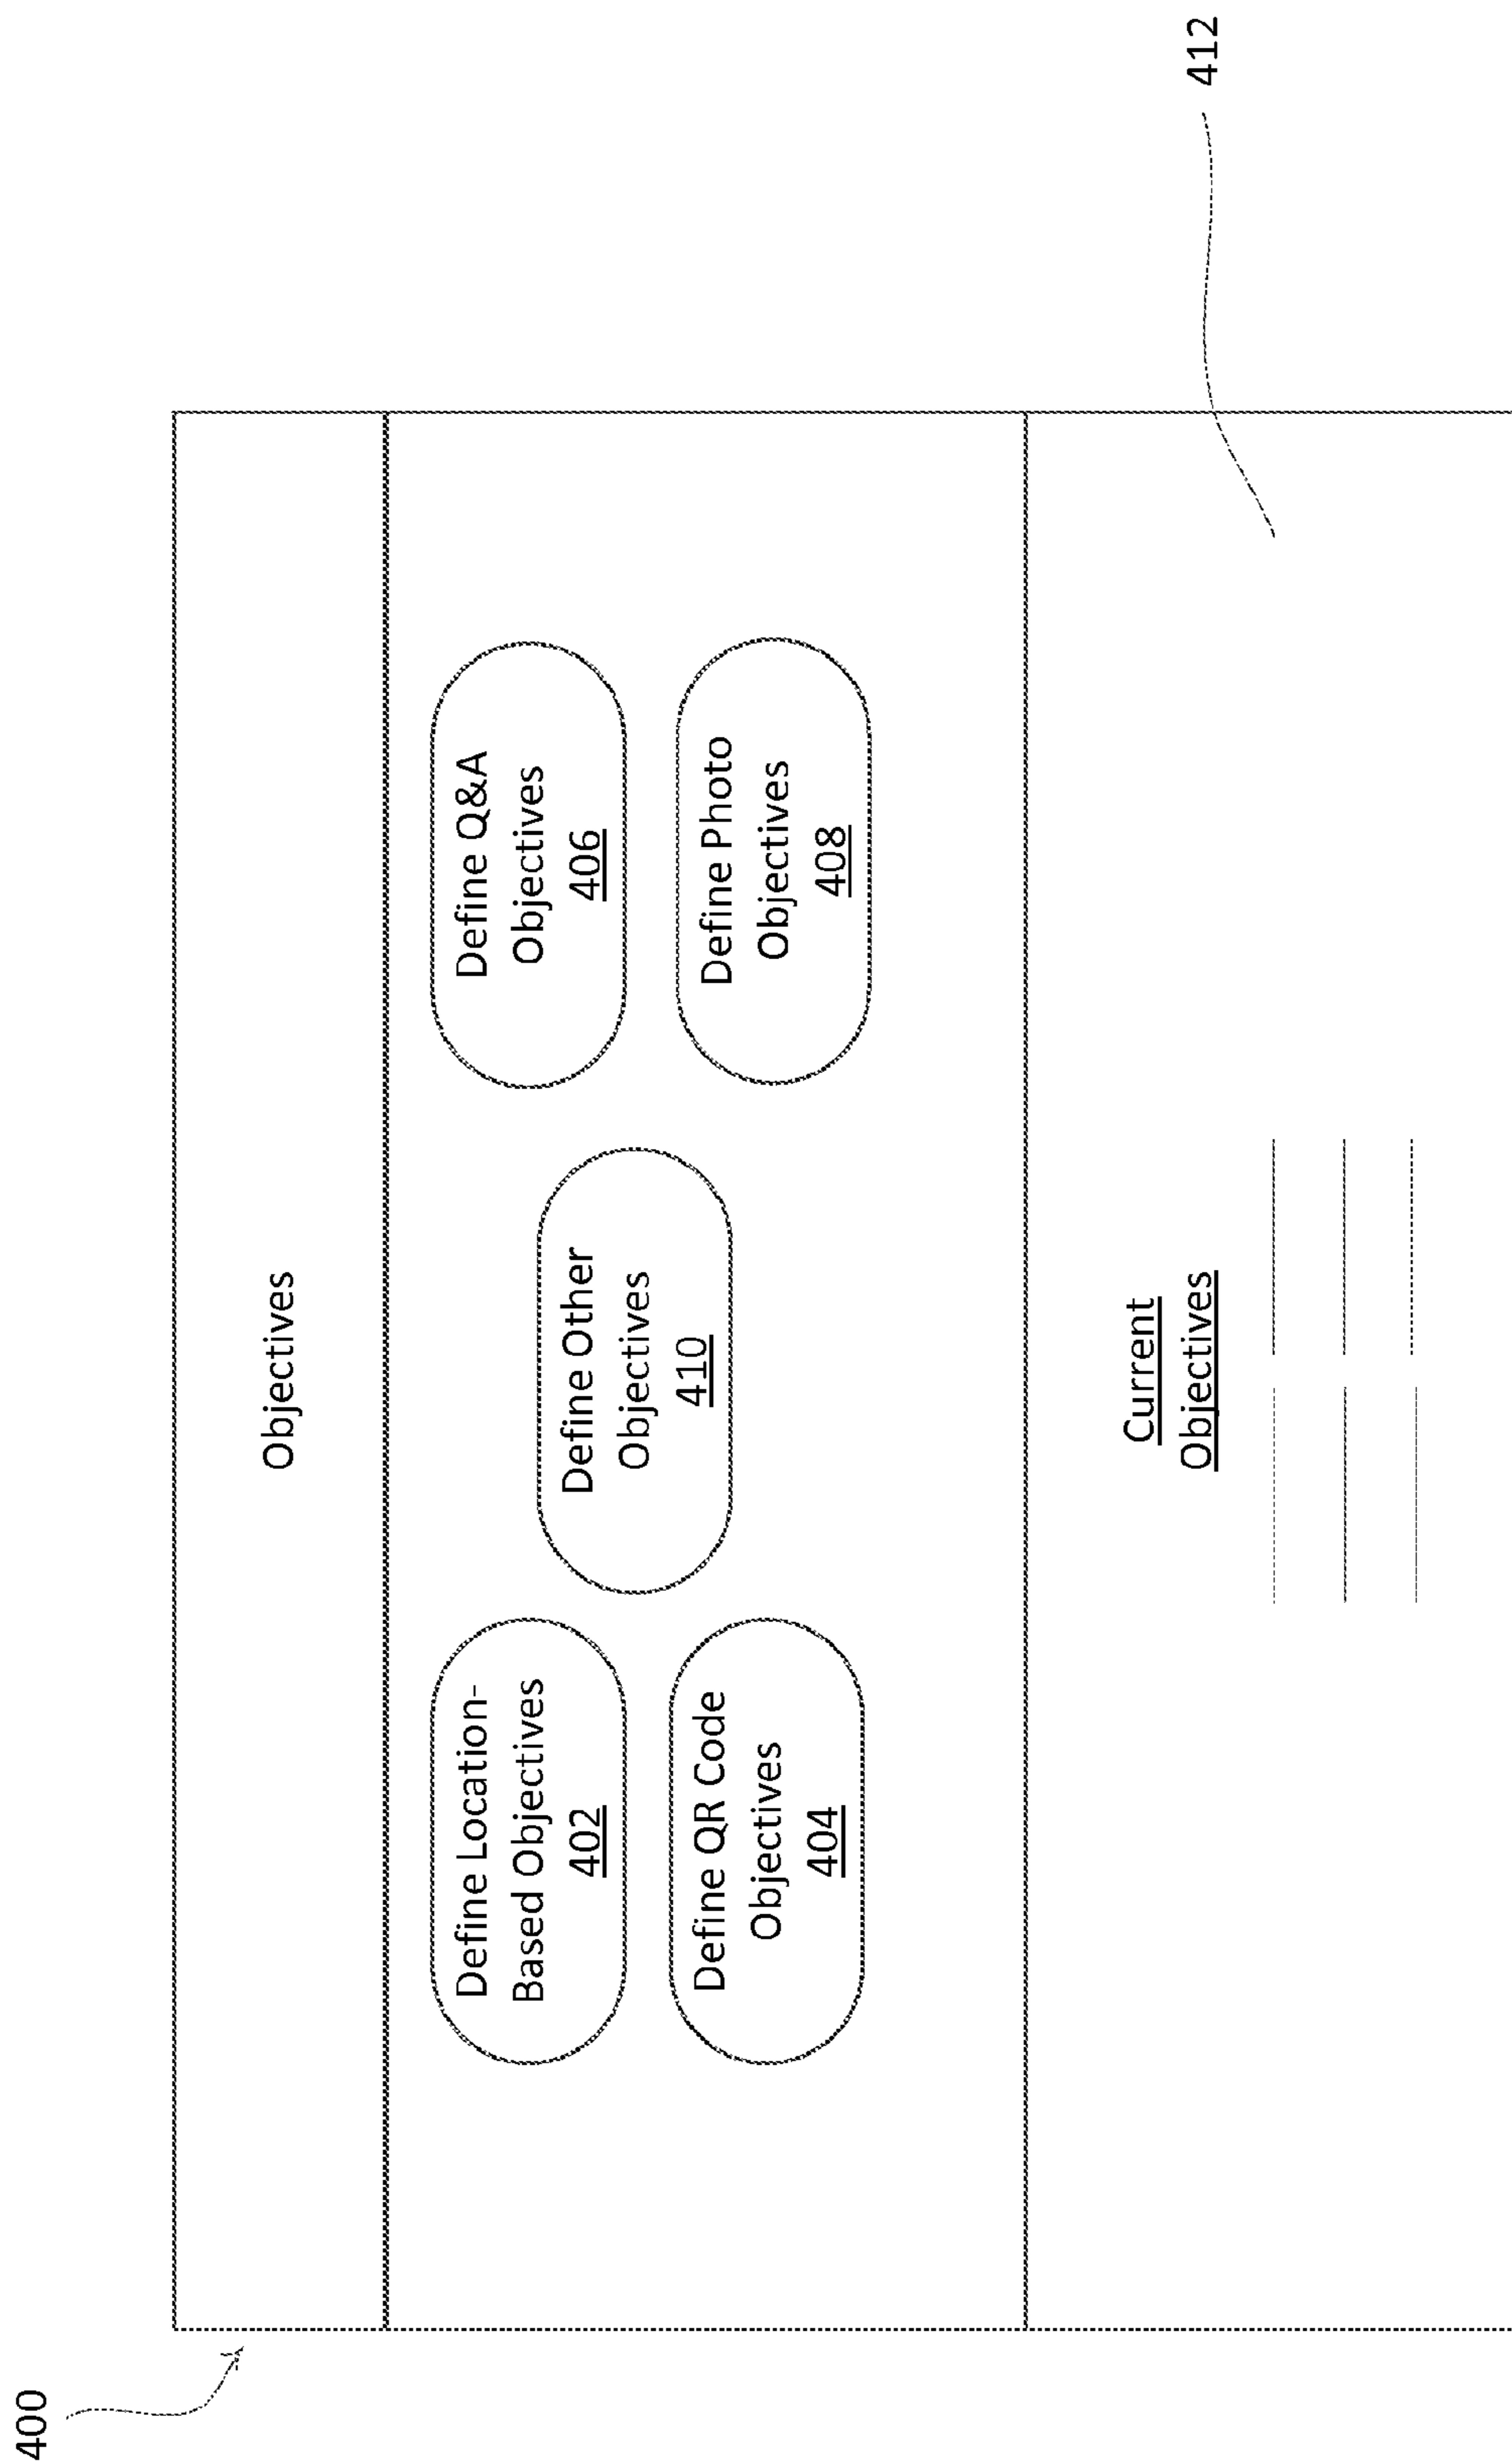 400
Objectives
Define Location-
Based Objectives
402
Define QR Code
Objectives
404
Define Other
Objectives
410
Define Q&A
Objectives
406
Define Photo
Objectives
408
Current
Objectives
412